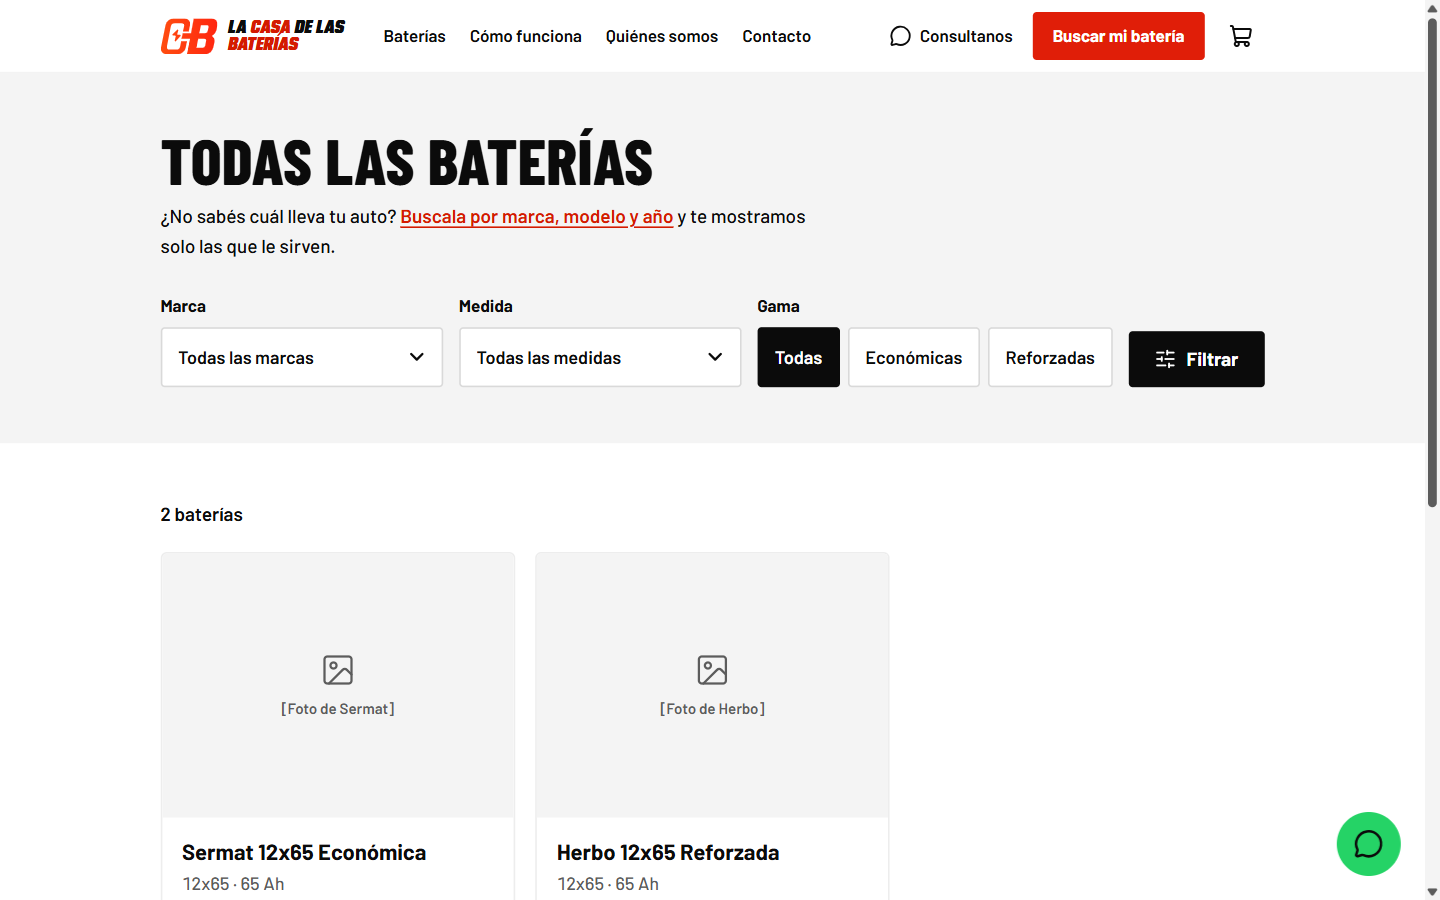 CB LA CASA DE LAS
BATERÍAS
Baterías
Cómo funciona
Quiénes somos
Contacto
Consultanos
Buscar mi batería
TODAS LAS BATERÍAS
¿No sabés cuál lleva tu auto? Buscala por marca, modelo y año y te mostramos
solo las que le sirven.
Marca
Medida
Gama
Todas las marcas
Todas las medidas
Todas
Económicas
Reforzadas
Filtrar
2 baterías
[Foto de Sermat]
[Foto de Herbo]
Sermat 12x65 Económica
12x65 · 65 Ah
Herbo 12x65 Reforzada
12x65 · 65 Ah